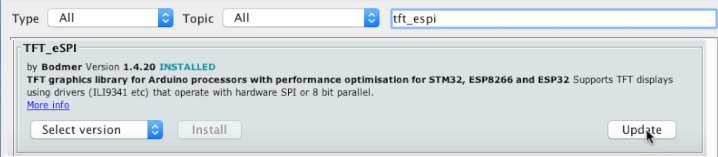 Type All Topic All tft_espi
TFT_eSPI
by Bodmer Version 1.4.20 INSTALLED
TFT graphics library for Arduino processors with performance optimisation for STM32, ESP8266 and ESP32 Supports TFT displays
using drivers (ILI9341 etc) that operate with hardware SPI or 8 bit parallel.
More info
Select version Install Update